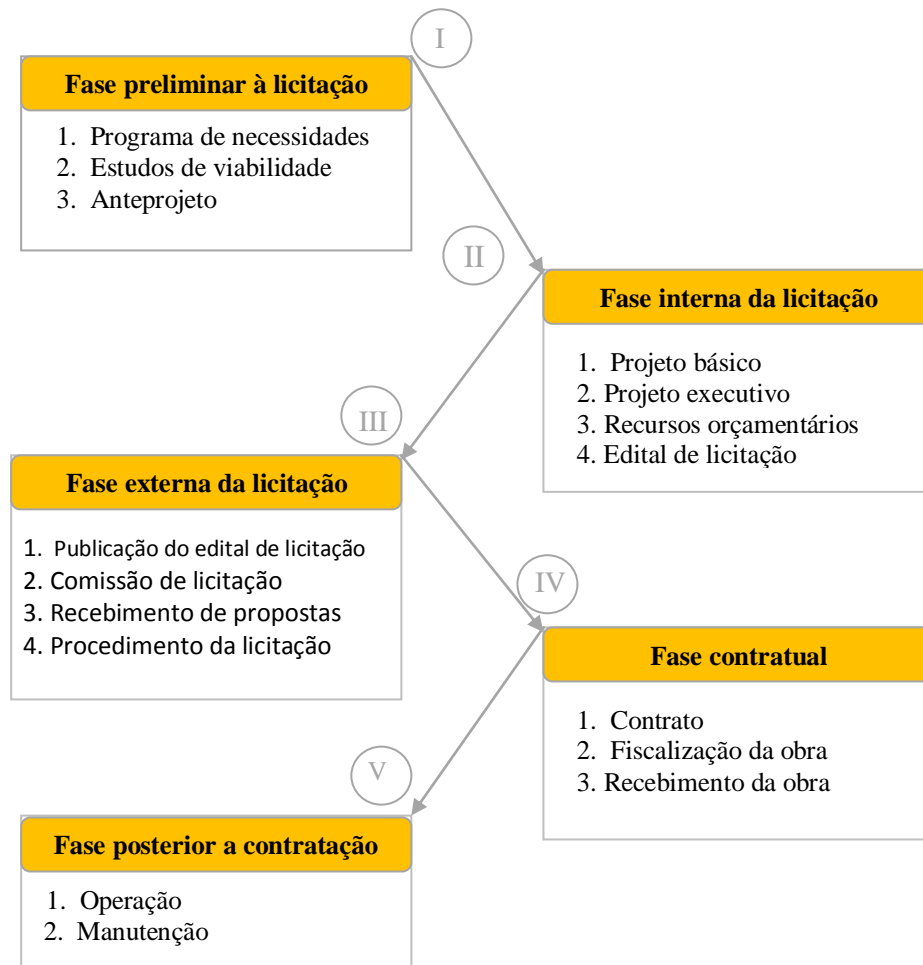 I
Fase preliminar à licitação
1. Programa de necessidades
2. Estudos de viabilidade
3. Anteprojeto
II
Fase interna da licitação
1. Projeto básico
2. Projeto executivo
3. Recursos orçamentários
4. Edital de licitação
III
Fase externa da licitação
1. Publicação do edital de licitação
2. Comissão de licitação
3. Recebimento de propostas
4. Procedimento da licitação
IV
Fase contratual
1. Contrato
2. Fiscalização da obra
3. Recebimento da obra
V
Fase posterior a contratação
1. Operação
2. Manutenção